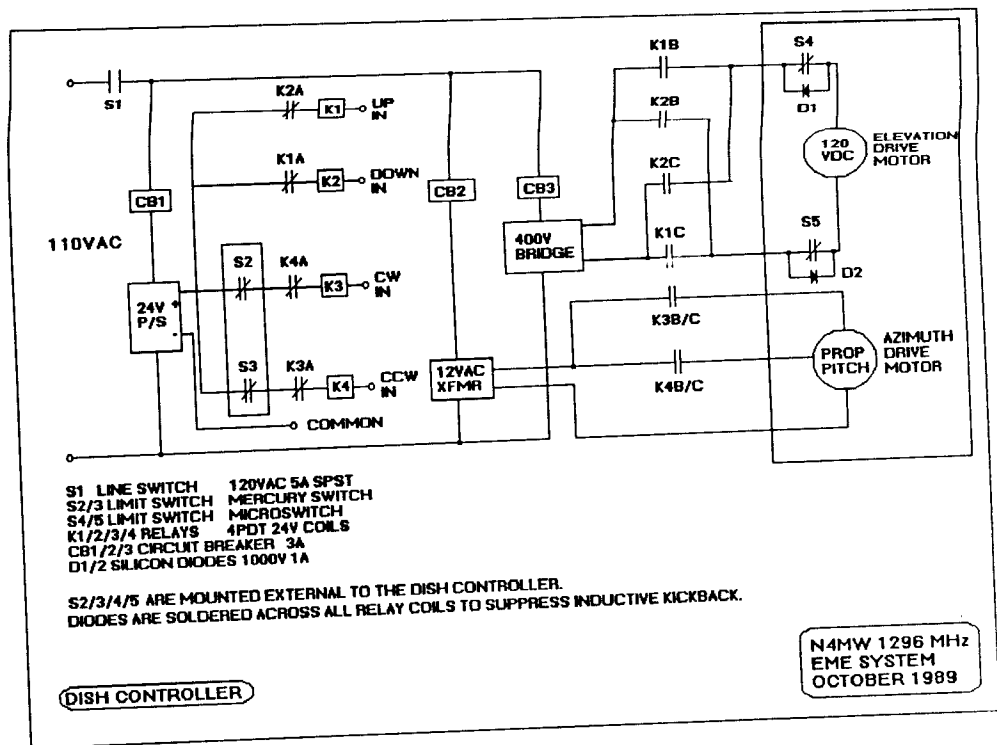 S1
K2A
K1
UP
IN
K1A
K2
DOWN
IN
CB1
CB2
CB3
110VAC
S2
K4A
K3
CW
IN
24V
P/S
+
-
S3
K3A
K4
CCW
IN
COMMON
12VAC
XFMR
400V
BRIDGE
K1B
K2B
K2C
K1C
K3B/C
K4B/C
S4
D1
120
VDC
ELEVATION
DRIVE
MOTOR
S5
D2
PROP
PITCH
AZIMUTH
DRIVE
MOTOR
S1 LINE SWITCH 120VAC 5A SPST
S2/3 LIMIT SWITCH MERCURY SWITCH
S4/5 LIMIT SWITCH MICROSWITCH
K1/2/3/4 RELAYS 4PDT 24V COILS
CB1/2/3 CIRCUIT BREAKER 3A
D1/2 SILICON DIODES 1000V 1A
S2/3/4/5 ARE MOUNTED EXTERNAL TO THE DISH CONTROLLER.
DIODES ARE SOLDERED ACROSS ALL RELAY COILS TO SUPPRESS INDUCTIVE KICKBACK.
DISH CONTROLLER
N4MW 1296 MHz
EME SYSTEM
OCTOBER 1989